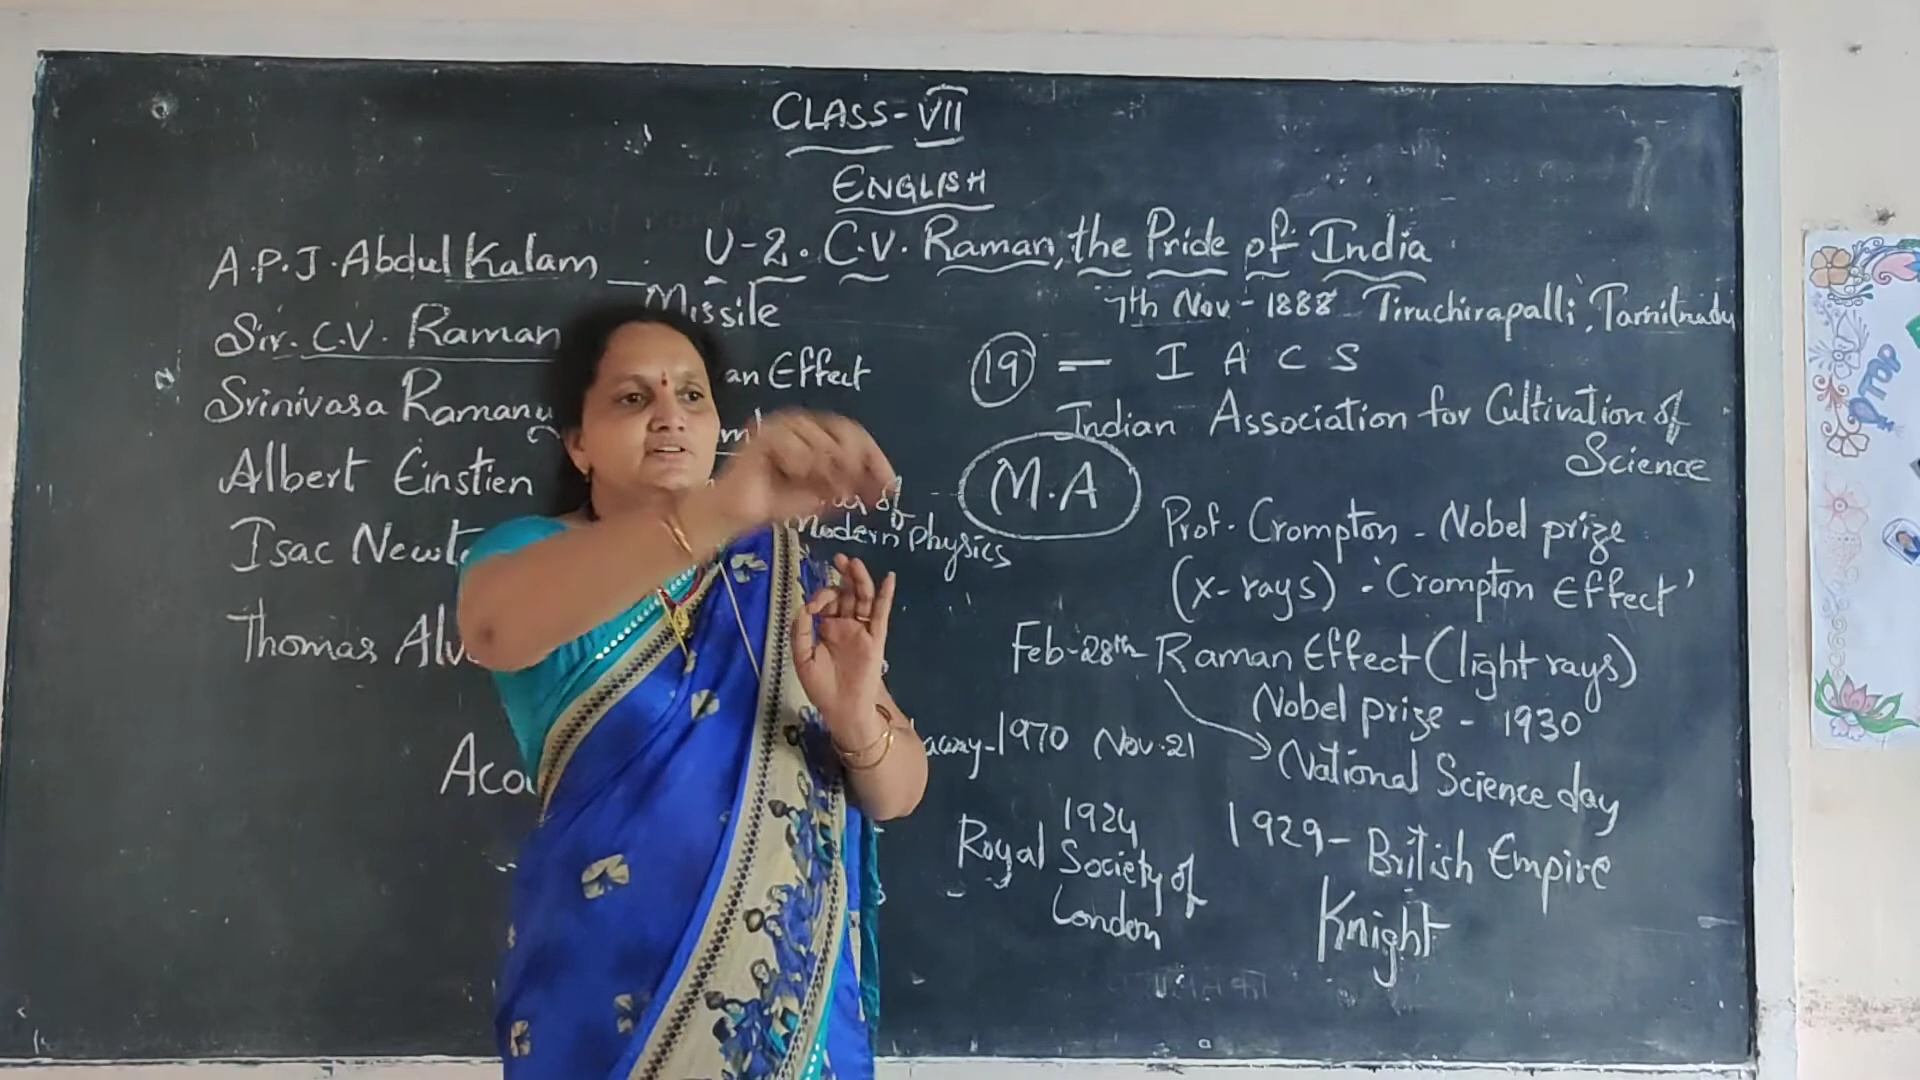 CLASS-VII
ENGLISH
U-2. C.V. Raman, the Pride of India
A.P.J. Abdul Kalam
Missile
Sir. C.V. Raman
an Effect
Srinivasa Ramanu
Albert Einstien
of
Modern Physics
Isac Newt
Thomas Alv
Aco
7th Nov - 1888 Tiruchirapalli, Tamilnadu
19 - I A C S
Indian Association for Cultivation of
Science
M.A
Prof. Crompton - Nobel prize
(x-rays) - 'Crompton Effect'
Feb-28th Raman Effect (light rays)
Nobel prize - 1930
away-1970 Nov.21
National Science day
1924
Royal Society of
London
1929- British Empire
Knight